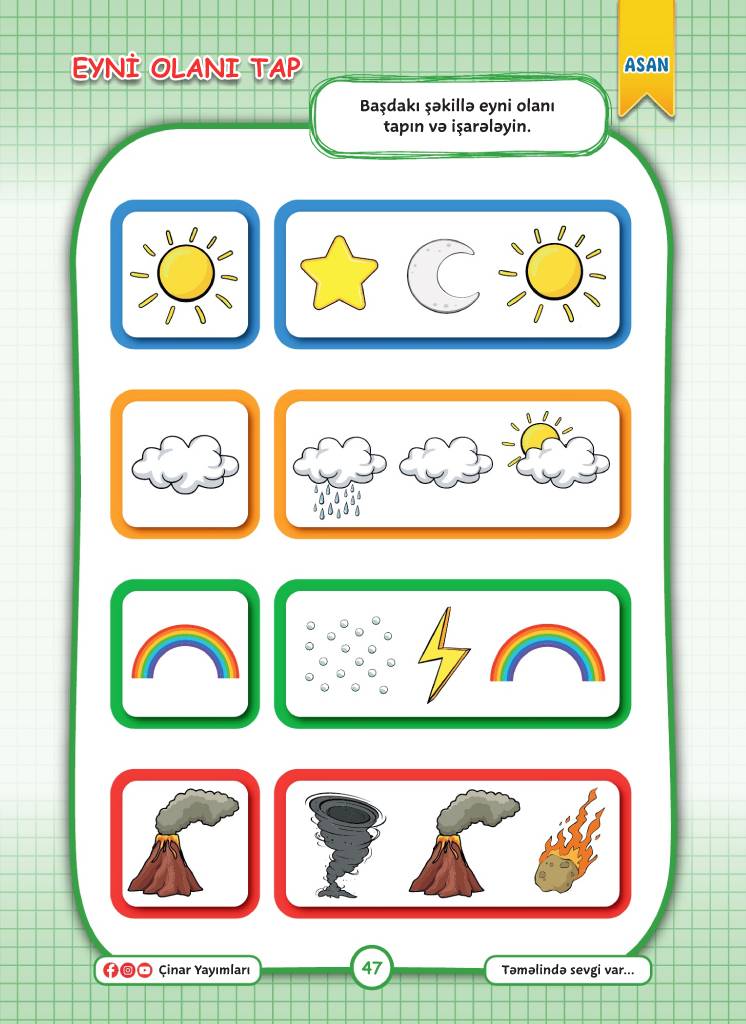 EYNİ OLANI TAP
ASAN
Başdakı şəkillə eyni olanı
tapın və işarələyin.
Çinar Yayımları
47
Təməlində sevgi var...